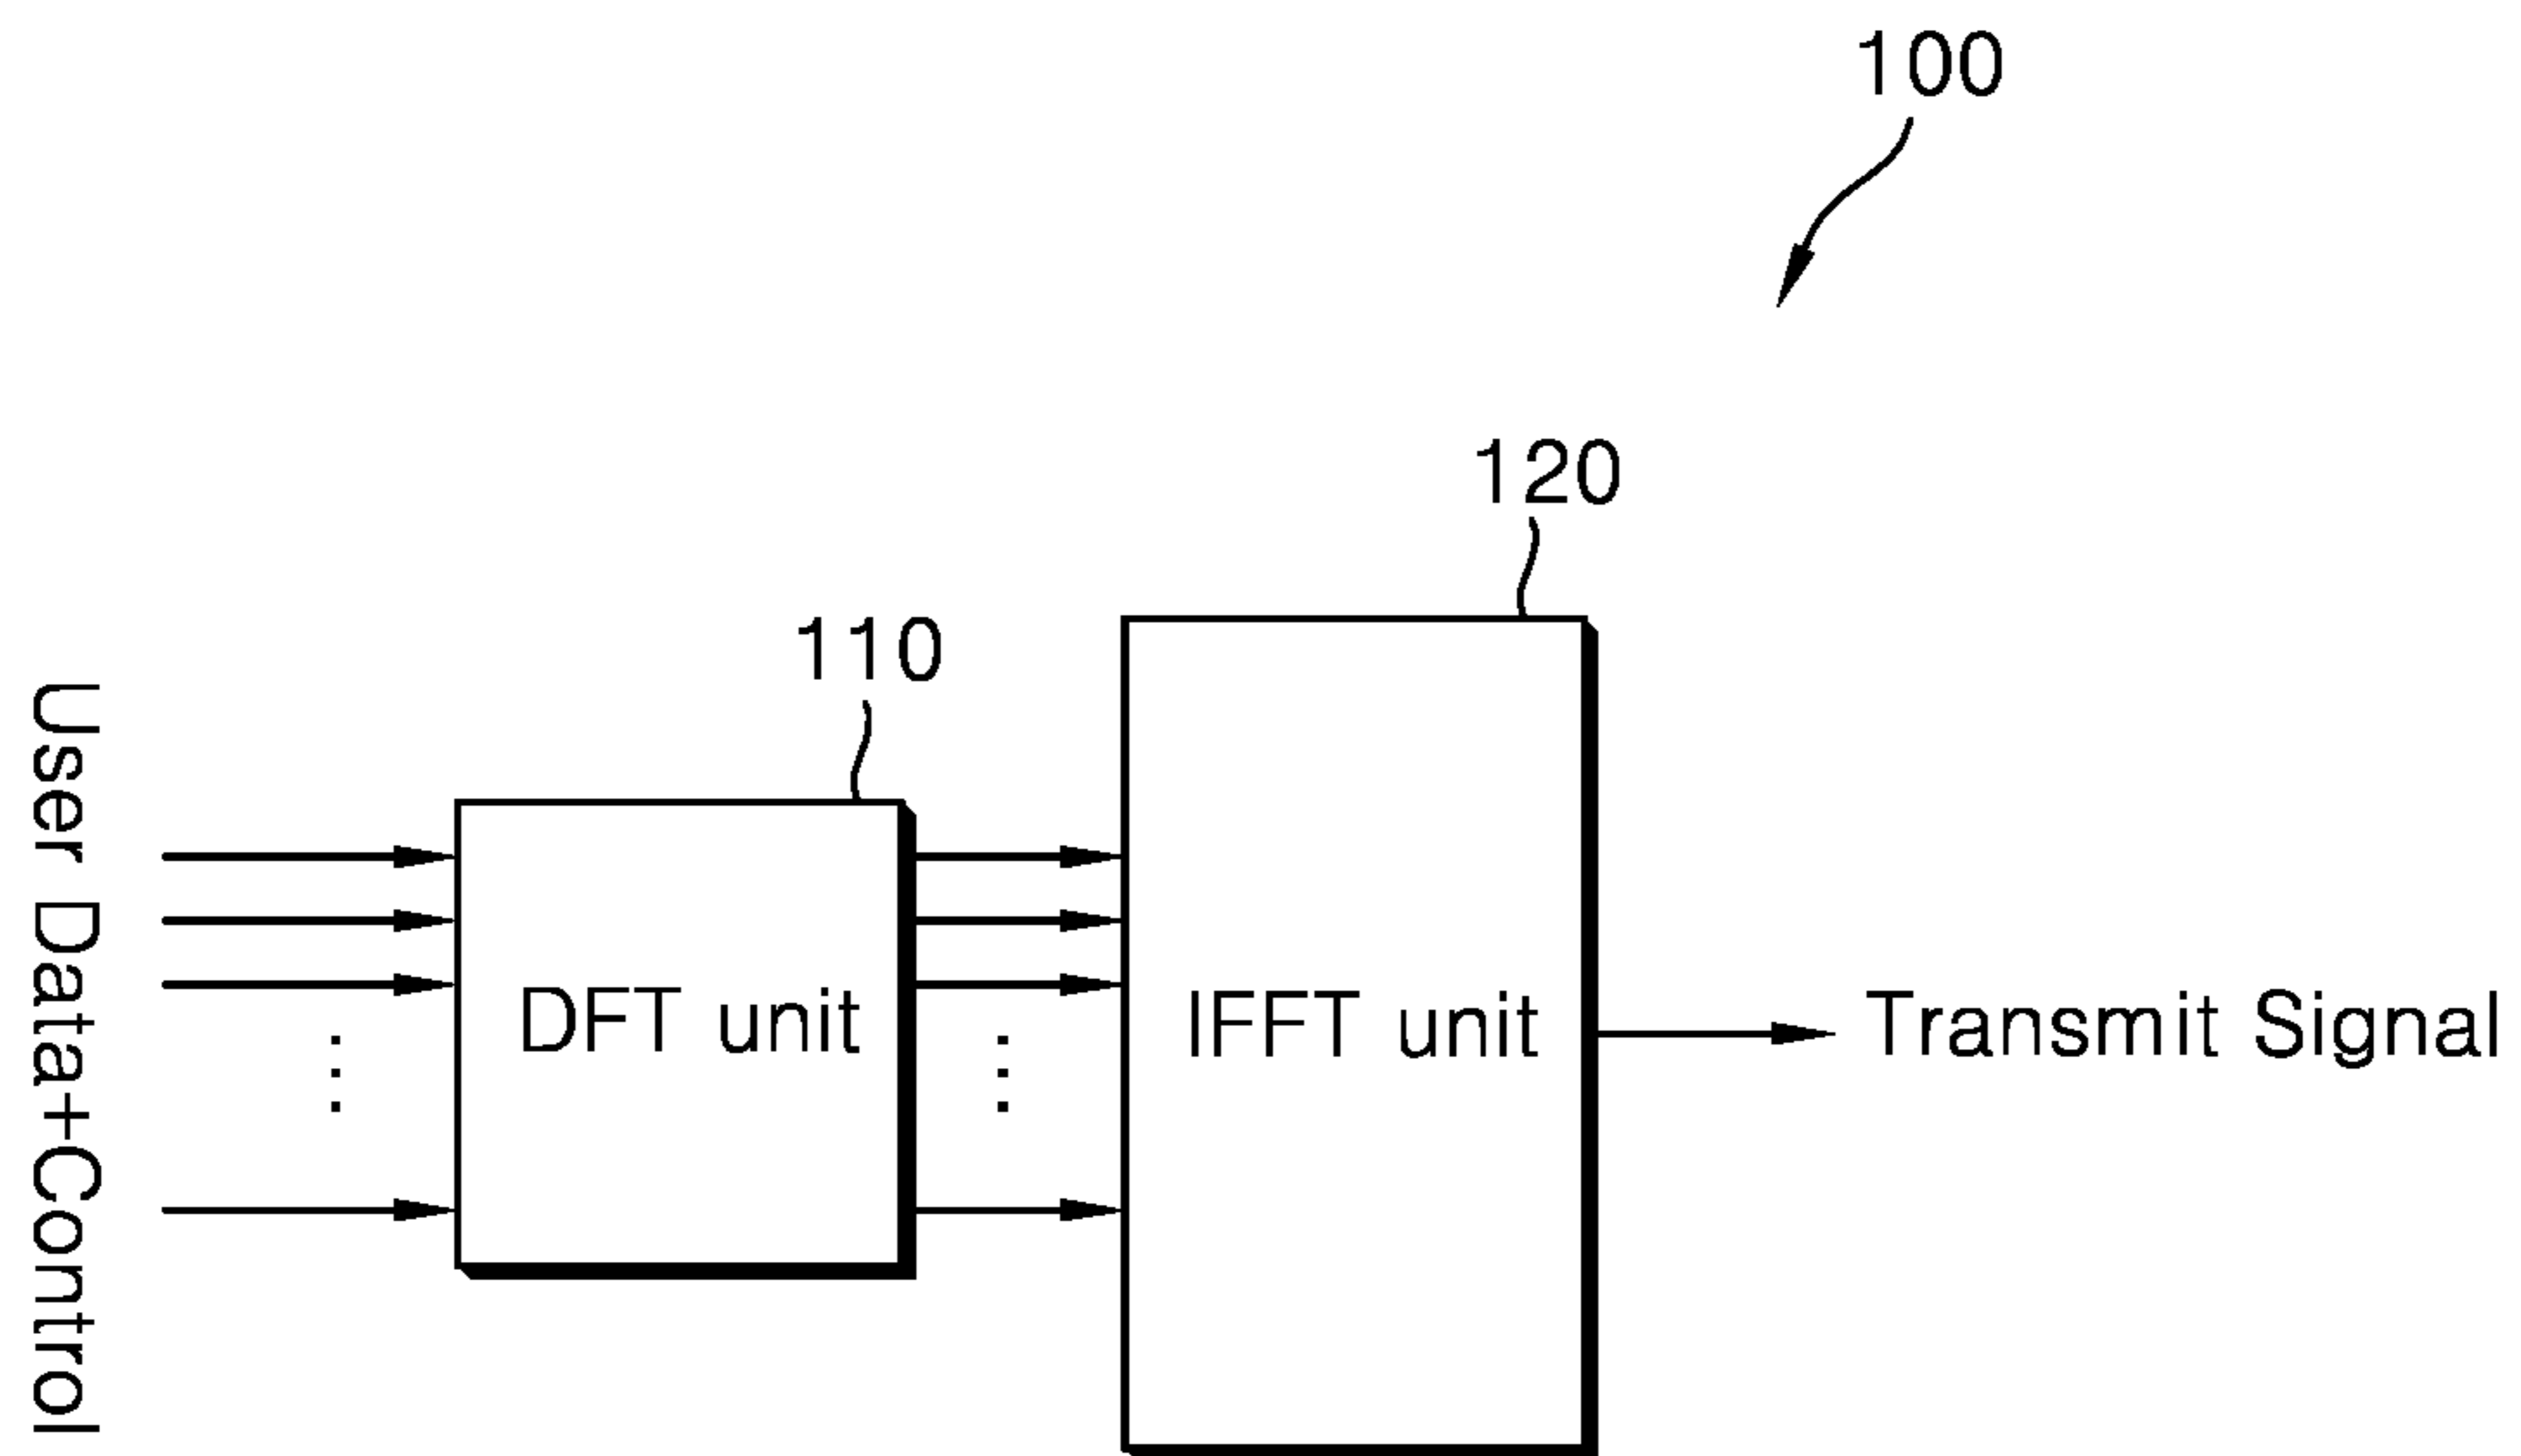 100
120
110
User Data+Control
DFT unit
IFFT unit
Transmit Signal